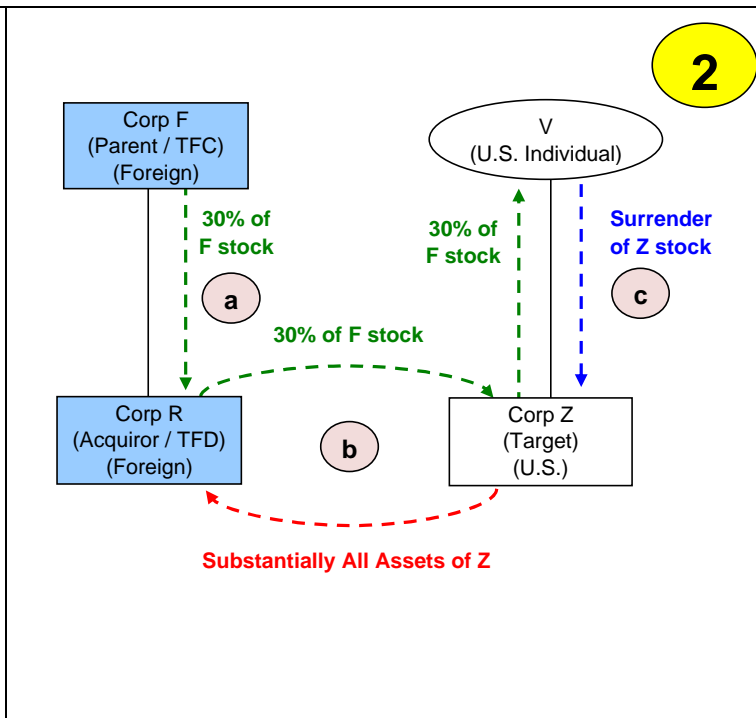 2
Corp F
(Parent / TFC)
(Foreign)
V
(U.S. Individual)
30% of
F stock
a
30% of
F stock
Surrender
of Z stock
c
30% of F stock
Corp R
(Acquiror / TFD)
(Foreign)
b
Corp Z
(Target)
(U.S.)
Substantially All Assets of Z